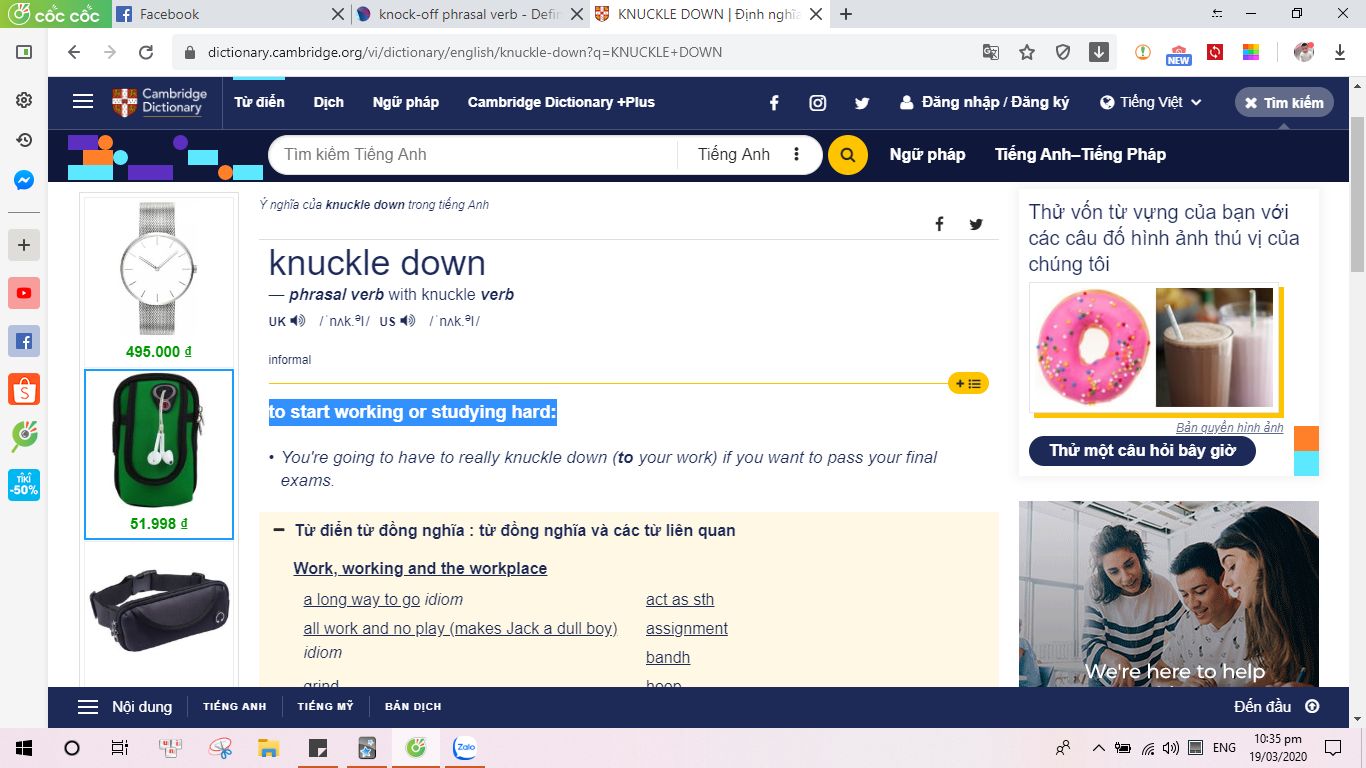 cốc cốc
Facebook
knock-off phrasal verb - Defin
KNUCKLE DOWN | Định nghĩa
dictionary.cambridge.org/vi/dictionary/english/knuckle-down?q=KNUCKLE+DOWN
NEW
Cambridge
Dictionary
Từ điển
Dịch
Ngữ pháp
Cambridge Dictionary +Plus
Đăng nhập / Đăng ký
Tiếng Việt
Tìm kiếm
Tìm kiếm Tiếng Anh
Tiếng Anh
Ngữ pháp
Tiếng Anh–Tiếng Pháp
TIKI
-50%
495.000 ₫
51.998 ₫
Ý nghĩa của knuckle down trong tiếng Anh
knuckle down
— phrasal verb with knuckle verb
UK /ˈnʌk.əl/ US /ˈnʌk.əl/
informal
to start working or studying hard:
• You're going to have to really knuckle down (to your work) if you want to pass your final
exams.
Từ điển từ đồng nghĩa : từ đồng nghĩa và các từ liên quan
Work, working and the workplace
a long way to go idiom
all work and no play (makes Jack a dull boy)
idiom
grind
act as sth
assignment
bandh
hoop
Thử vốn từ vựng của bạn với
các câu đố hình ảnh thú vị của
chúng tôi
Bản quyền hình ảnh
Thử một câu hỏi bây giờ
We're here to help
Nội dung
TIẾNG ANH
TIẾNG MỸ
BẢN DỊCH
Đến đầu
Zalo
ENG
10:35 pm
19/03/2020